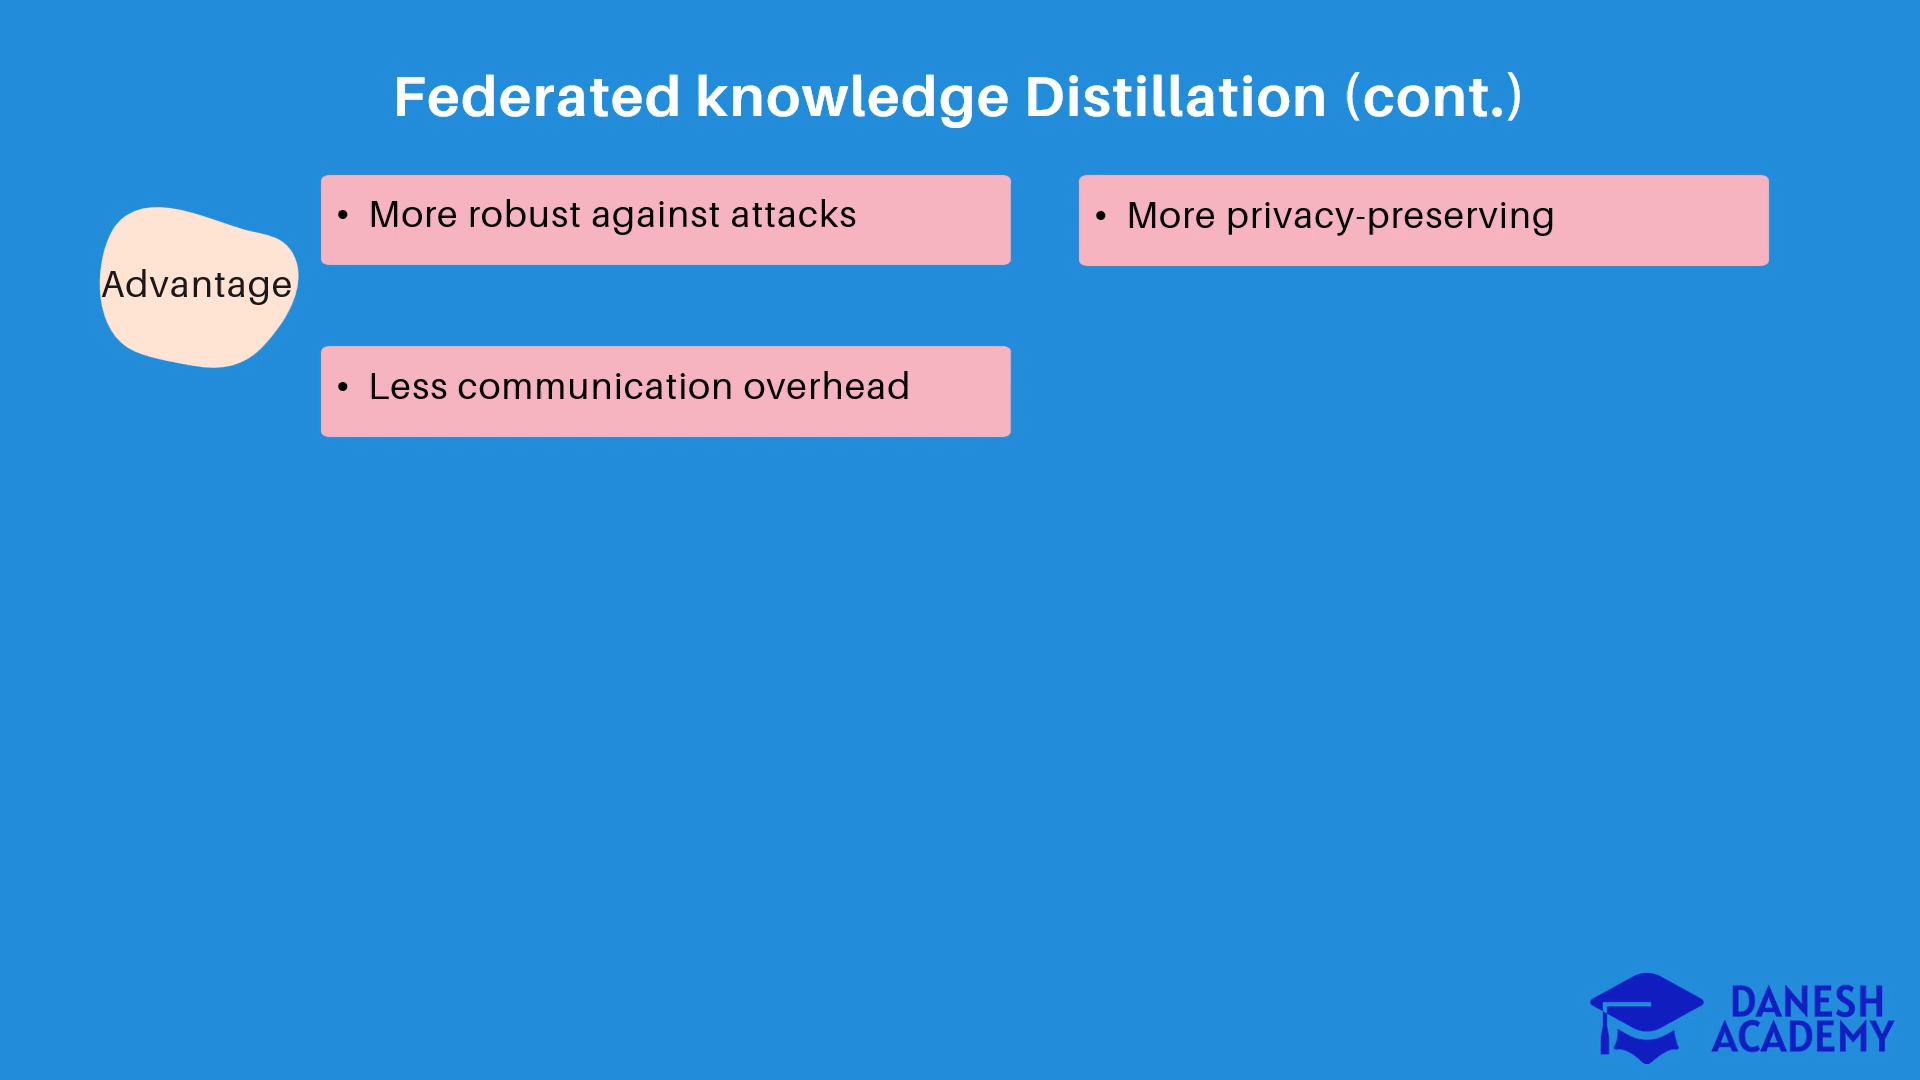 Federated knowledge Distillation (cont.)
• More robust against attacks
• More privacy-preserving
Advantage
• Less communication overhead
DANESH
ACADEMY